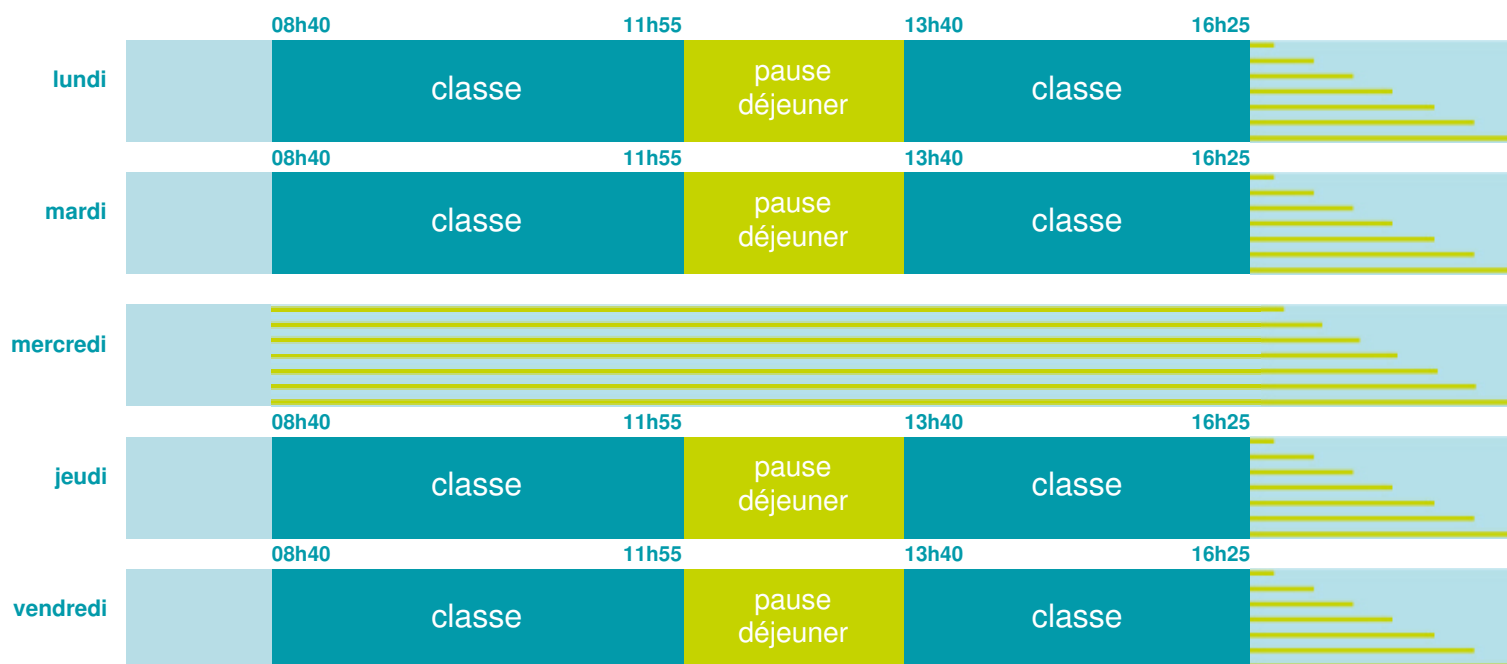 08h40 11h55 13h40 16h25
lundi classe pause déjeuner classe
08h40 11h55 13h40 16h25
mardi classe pause déjeuner classe
mercredi
08h40 11h55 13h40 16h25
jeudi classe pause déjeuner classe
08h40 11h55 13h40 16h25
vendredi classe pause déjeuner classe